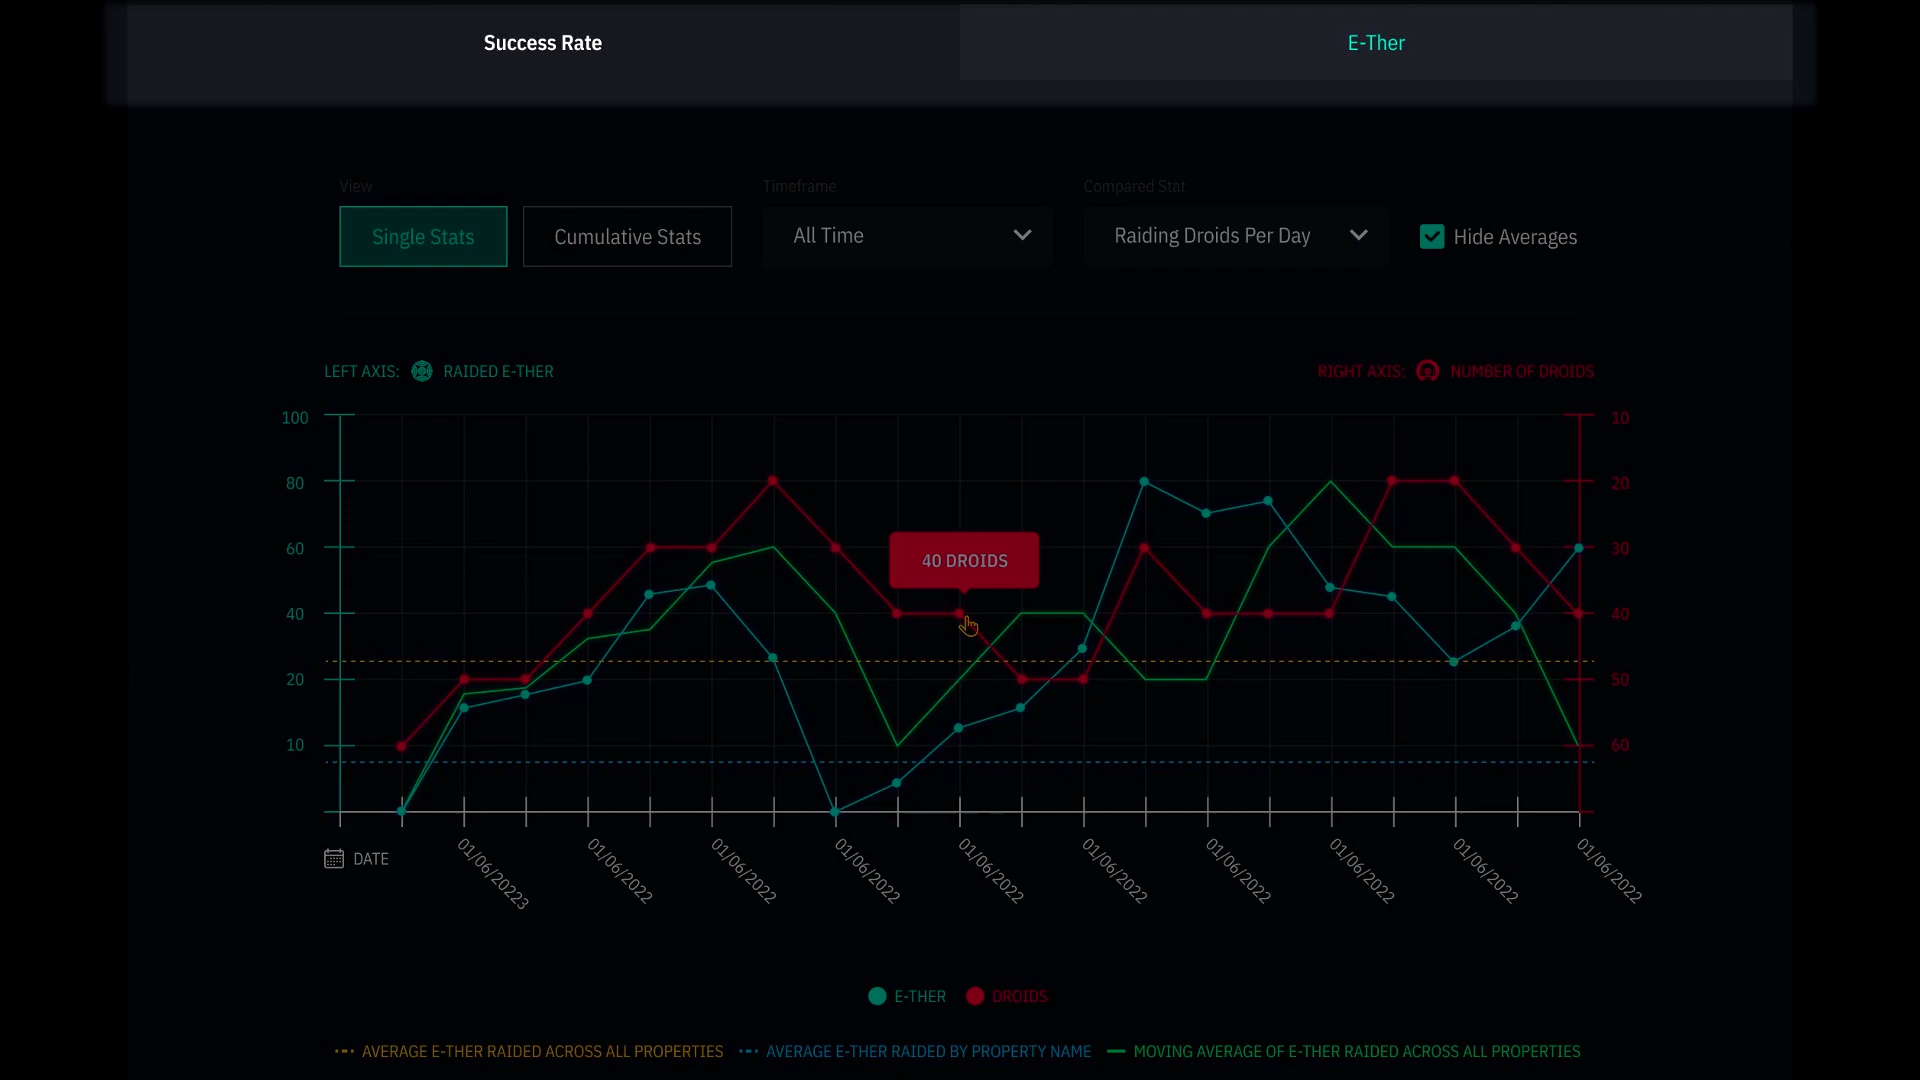 Success Rate
E-Ther
View
Timeframe
Compared Stat
Single Stats
Cumulative Stats
All Time
Raiding Droids Per Day
Hide Averages
LEFT AXIS: RAIDED E-THER
RIGHT AXIS: NUMBER OF DROIDS
100
80
60
40
20
10
10
20
30
40
50
60
40 DROIDS
DATE
01/06/20223
01/06/2022
01/06/2022
01/06/2022
01/06/2022
01/06/2022
01/06/2022
01/06/2022
01/06/2022
01/06/2022
E-THER
DROIDS
AVERAGE E-THER RAIDED ACROSS ALL PROPERTIES
AVERAGE E-THER RAIDED BY PROPERTY NAME
MOVING AVERAGE OF E-THER RAIDED ACROSS ALL PROPERTIES